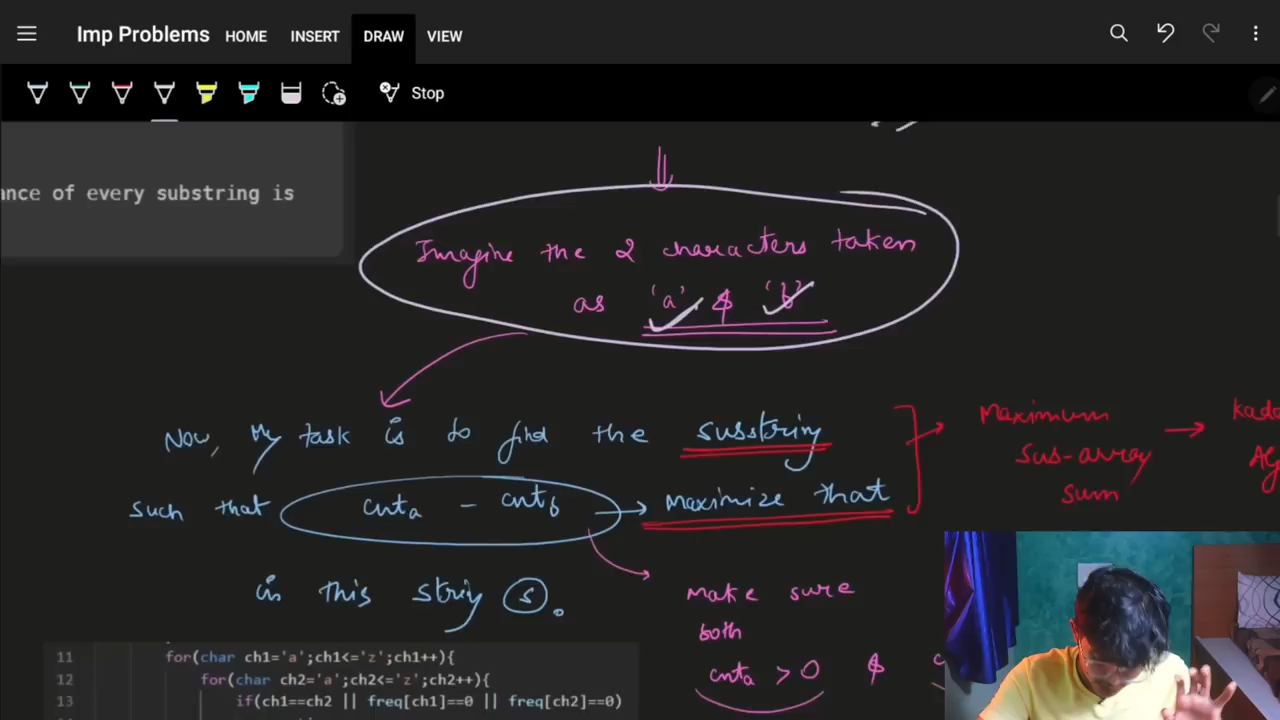 Imp Problems HOME INSERT DRAW VIEW
Stop
ance of every substring is
Imagine the 2 characters taken
as 'a' & 'b'
Now, My task is to find the susstring
such that cnta - cntb → Maximize that
in this string s.
Maximum
Sus-array
Sum
Make sure
both
cnta > 0 &
11 for(char ch1='a';ch1<='z';ch1++){
12 for(char ch2='a';ch2<='z';ch2++){
13 if(ch1==ch2 || freq[ch1]==0 || freq[ch2]==0)